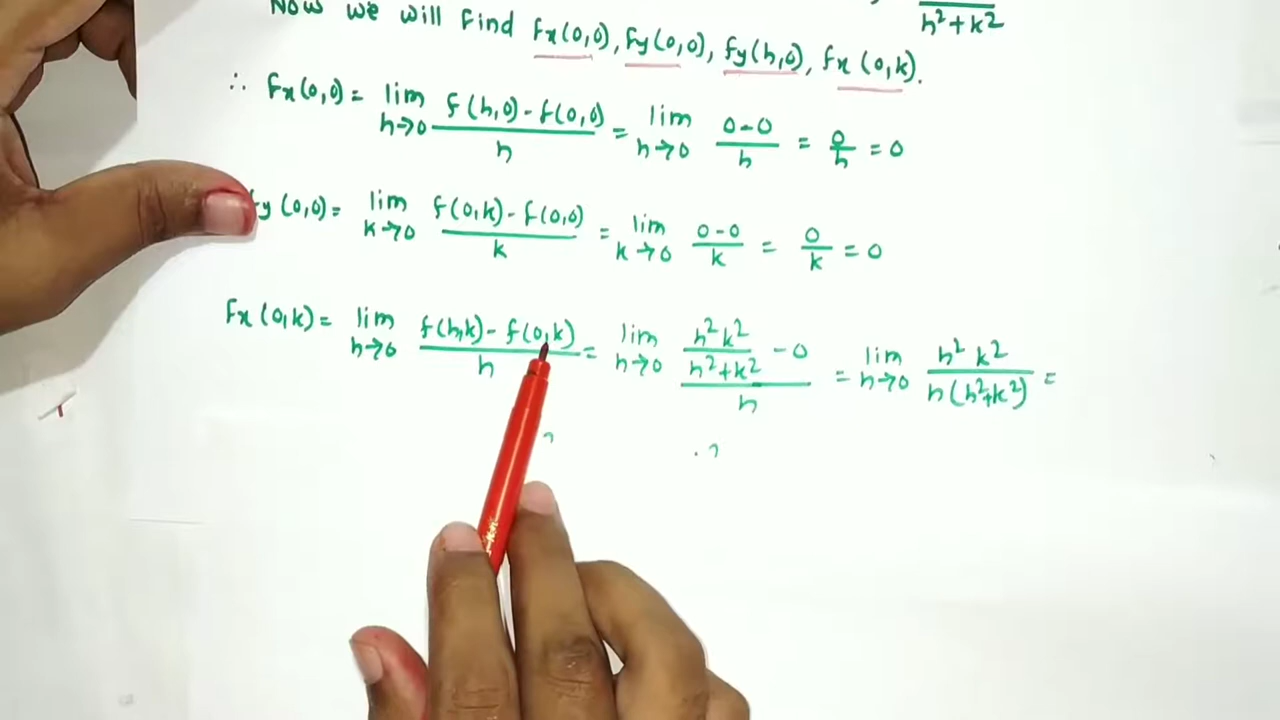 h²+k²
Now we will Find fx(0,0), fy(0,0), fy(h,0), fx(0,k).
∴ fx(0,0) = lim h→0 f(h,0)-f(0,0)/h = lim h→0 0-0/h = 0/h = 0
fy(0,0) = lim k→0 f(0,k)-f(0,0)/k = lim k→0 0-0/k = 0/k = 0
fx(0,k) = lim h→0 f(h,k)-f(0,k)/h = lim h→0 h²k²/h²+k² -0/h = lim h→0 h²k²/h(h²+k²) =